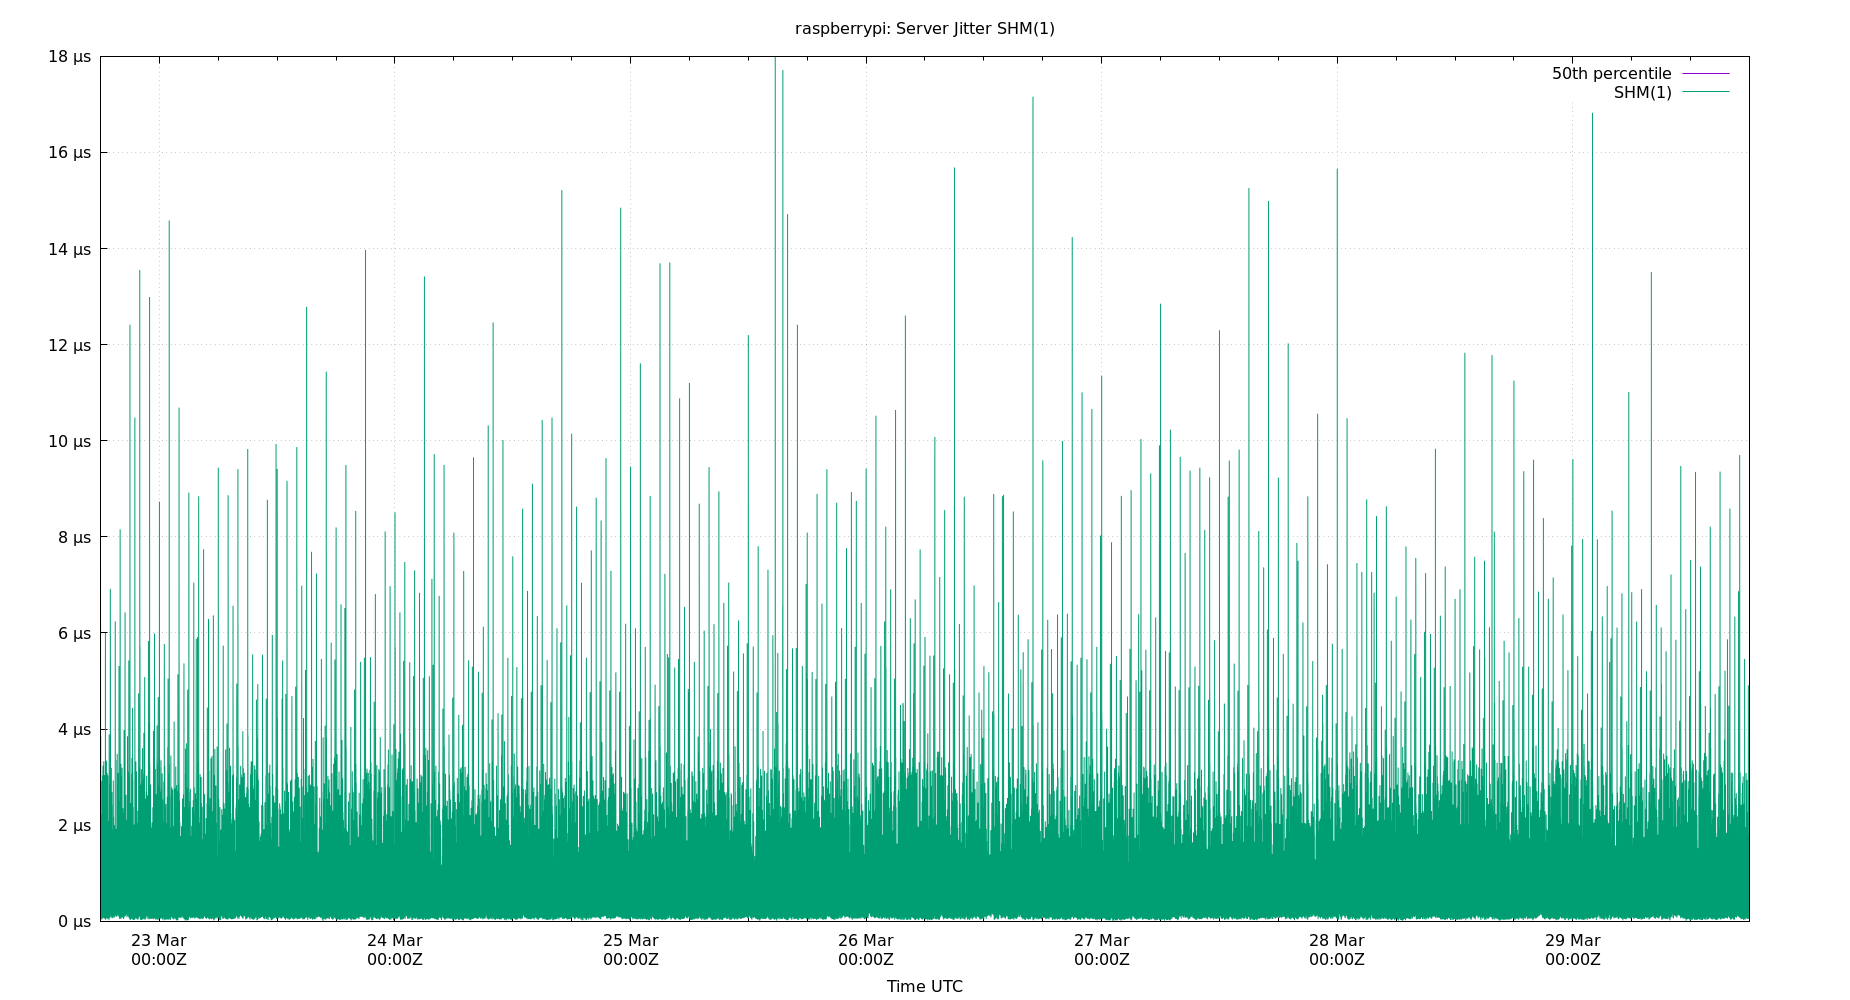 raspberrypi: Server Jitter SHM(1)
18 µs
50th percentile
SHM(1)
16 µs
14 µs
12 µs
10 µs
8 µs
6 µs
4 µs
2 µs
0 µs
23 Mar 24 Mar 25 Mar 26 Mar 27 Mar 28 Mar 29 Mar
00:00Z 00:00Z 00:00Z 00:00Z 00:00Z 00:00Z 00:00Z
Time UTC